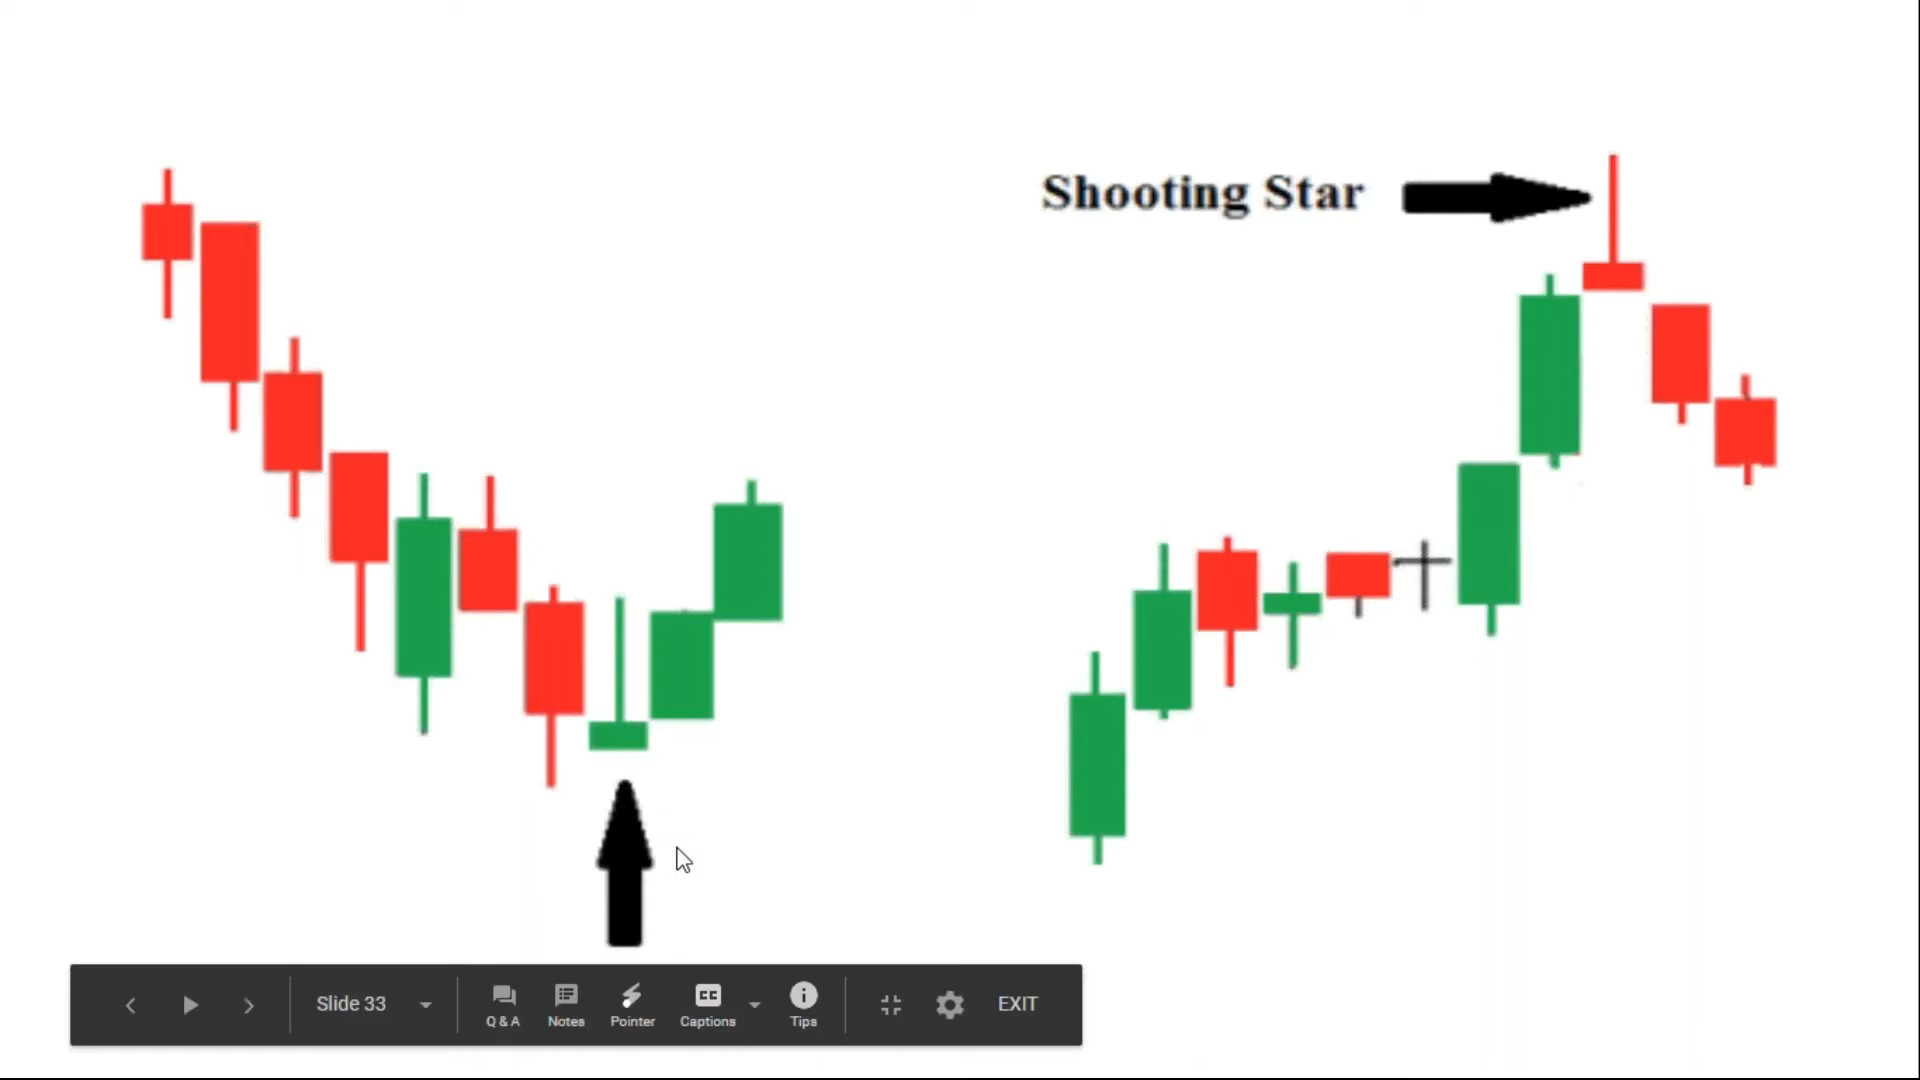 Shooting Star
Slide 33
Q & A
Notes
Pointer
Captions
Tips
EXIT